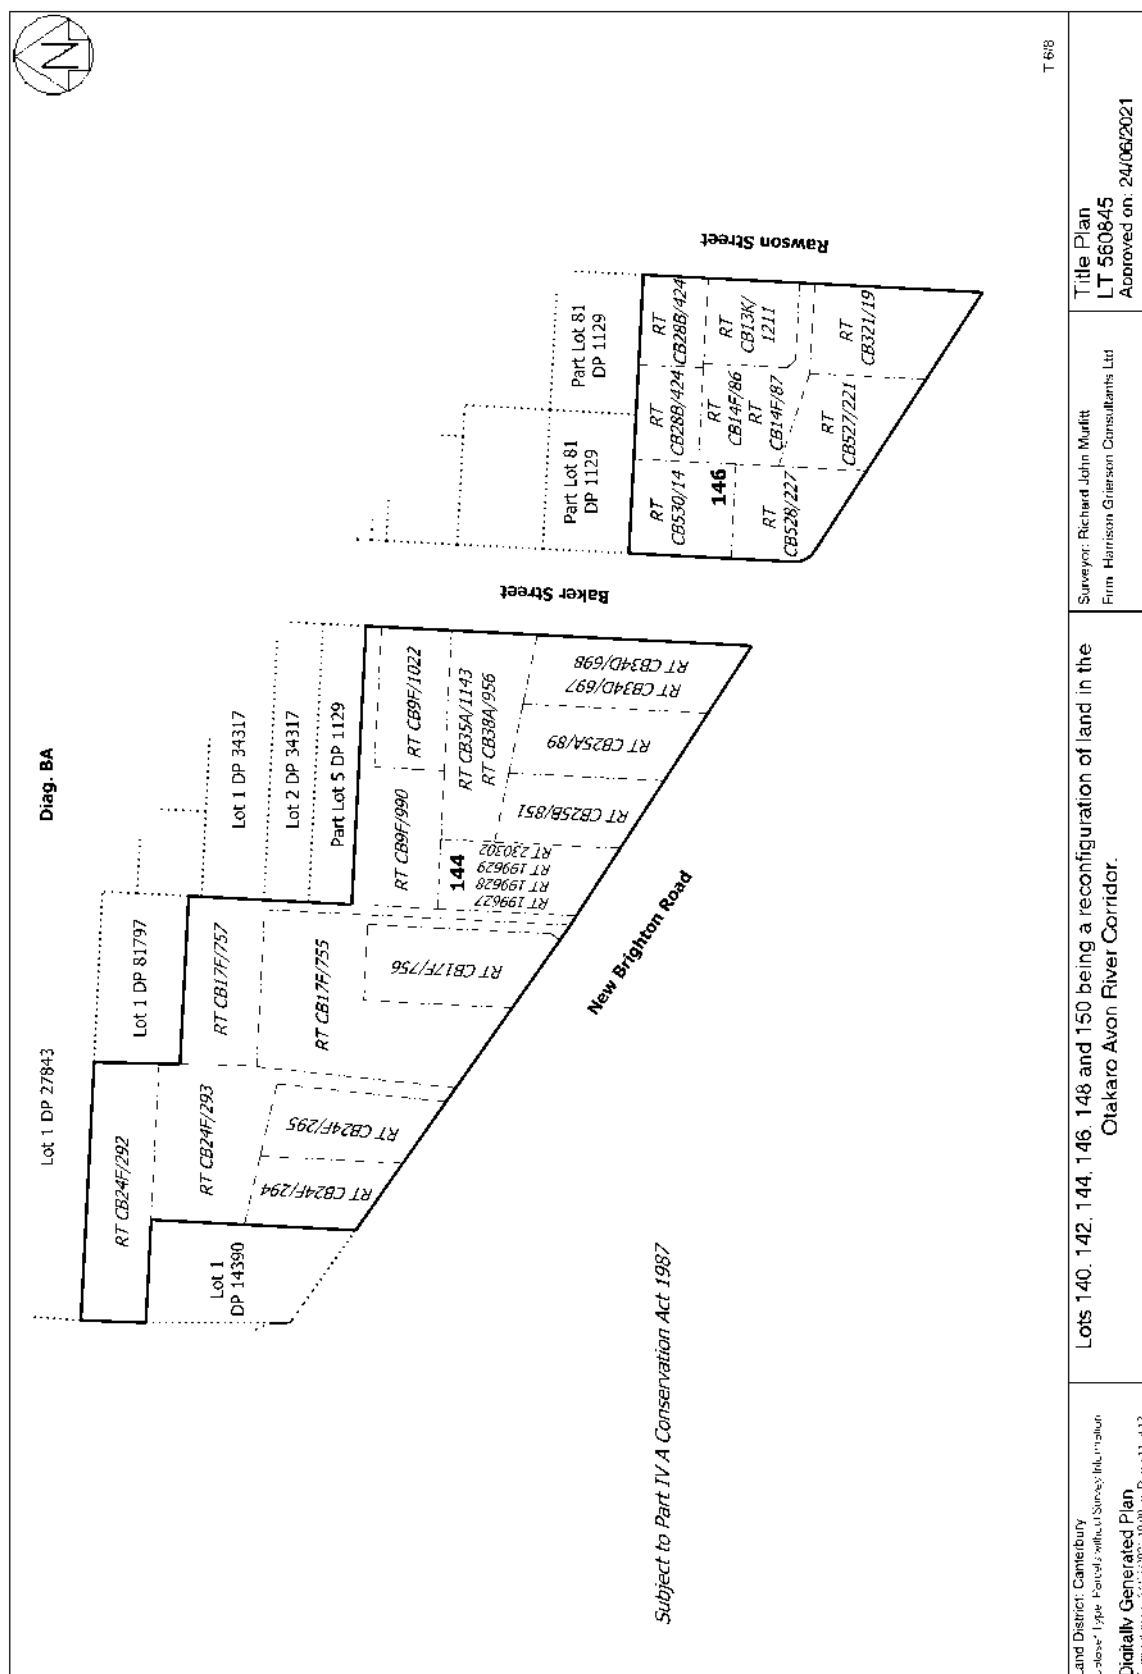 N
T 6/8
Diag. BA
Lot 1 DP 27843
Lot 1 DP 81797
Lot 1 DP 34317
Lot 2 DP 34317
Part Lot 5 DP 1129
RT CB24F/292
RT CB24F/293
RT CB24F/294
RT CB24F/295
Lot 1
DP 14390
RT CB17F/757
RT CB17F/755
RT CB17F/756
RT CB9F/990
RT CB9F/1022
144
RT 199627
RT 199628
RT 199629
RT 230302
RT CB35A/1143
RT CB38A/956
RT CB25B/851
RT CB25A/89
RT CB34D/697
RT CB34D/698
New Brighton Road
Baker Street
Part Lot 81
DP 1129
Part Lot 81
DP 1129
RT
CB530/14
RT
CB28B/424
RT
CB28B/424
146
RT
CB14F/86
RT
CB14F/87
RT
CB13K/
1211
RT
CB528/227
RT
CB527/221
RT
CB321/19
Rawson Street
Subject to Part IV A Conservation Act 1987
Land District: Canterbury
Digitally Generated Plan
Lots 140, 142, 144, 146, 148 and 150 being a reconfiguration of land in the
Otakaro Avon River Corridor.
Surveyor: Richard John Murfitt
Firm: Harrison Grierson Consultants Ltd
Title Plan
LT 560845
Approved on: 24/06/2021